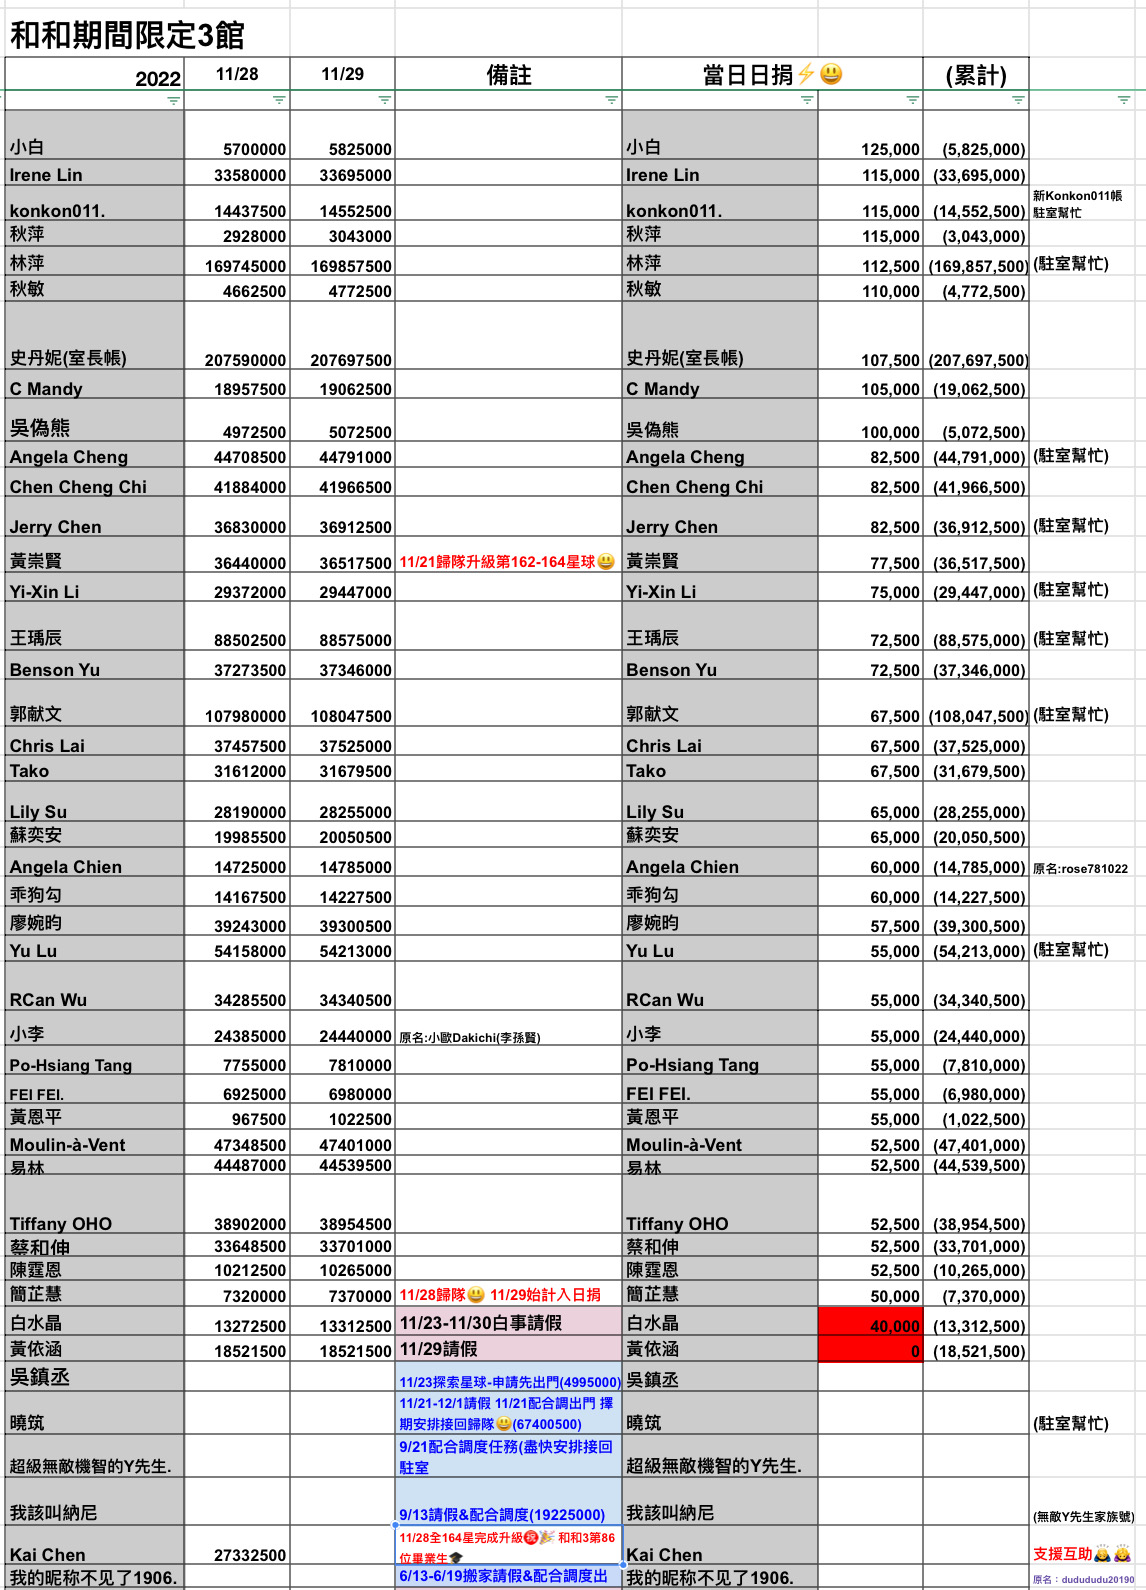 和和期間限定3館
2022 11/28 11/29 備註 當日日捐⚡😃 (累計)
小白 5700000 5825000 小白 125,000 (5,825,000)
Irene Lin 33580000 33695000 Irene Lin 115,000 (33,695,000)
konkon011. 14437500 14552500 konkon011. 115,000 (14,552,500) 新Konkon011帳
駐室幫忙
秋萍 2928000 3043000 秋萍 115,000 (3,043,000)
林萍 169745000 169857500 林萍 112,500 (169,857,500) (駐室幫忙)
秋敏 4662500 4772500 秋敏 110,000 (4,772,500)
史丹妮(室長帳) 207590000 207697500 史丹妮(室長帳) 107,500 (207,697,500)
C Mandy 18957500 19062500 C Mandy 105,000 (19,062,500)
吳偽熊 4972500 5072500 吳偽熊 100,000 (5,072,500)
Angela Cheng 44708500 44791000 Angela Cheng 82,500 (44,791,000) (駐室幫忙)
Chen Cheng Chi 41884000 41966500 Chen Cheng Chi 82,500 (41,966,500)
Jerry Chen 36830000 36912500 Jerry Chen 82,500 (36,912,500) (駐室幫忙)
黃崇賢 36440000 36517500 11/21歸隊升級第162-164星球😃 黃崇賢 77,500 (36,517,500)
Yi-Xin Li 29372000 29447000 Yi-Xin Li 75,000 (29,447,000) (駐室幫忙)
王瑀辰 88502500 88575000 王瑀辰 72,500 (88,575,000) (駐室幫忙)
Benson Yu 37273500 37346000 Benson Yu 72,500 (37,346,000)
郭献文 107980000 108047500 郭献文 67,500 (108,047,500) (駐室幫忙)
Chris Lai 37457500 37525000 Chris Lai 67,500 (37,525,000)
Tako 31612000 31679500 Tako 67,500 (31,679,500)
Lily Su 28190000 28255000 Lily Su 65,000 (28,255,000)
蘇奕安 19985500 20050500 蘇奕安 65,000 (20,050,500)
Angela Chien 14725000 14785000 Angela Chien 60,000 (14,785,000) 原名:rose781022
乖狗勾 14167500 14227500 乖狗勾 60,000 (14,227,500)
廖婉昀 39243000 39300500 廖婉昀 57,500 (39,300,500)
Yu Lu 54158000 54213000 Yu Lu 55,000 (54,213,000) (駐室幫忙)
RCan Wu 34285500 34340500 RCan Wu 55,000 (34,340,500)
小李 24385000 24440000 原名:小歐Dakichi(李孫賢) 小李 55,000 (24,440,000)
Po-Hsiang Tang 7755000 7810000 Po-Hsiang Tang 55,000 (7,810,000)
FEI FEI. 6925000 6980000 FEI FEI. 55,000 (6,980,000)
黃恩平 967500 1022500 黃恩平 55,000 (1,022,500)
Moulin-à-Vent 47348500 47401000 Moulin-à-Vent 52,500 (47,401,000)
易林 44487000 44539500 易林 52,500 (44,539,500)
Tiffany OHO 38902000 38954500 Tiffany OHO 52,500 (38,954,500)
蔡和伸 33648500 33701000 蔡和伸 52,500 (33,701,000)
陳霆恩 10212500 10265000 陳霆恩 52,500 (10,265,000)
簡芷慧 7320000 7370000 11/28歸隊😃 11/29始計入日捐 簡芷慧 50,000 (7,370,000)
白水晶 13272500 13312500 11/23-11/30白事請假 白水晶 40,000 (13,312,500)
黃依涵 18521500 18521500 11/29請假 黃依涵 0 (18,521,500)
吳鎮丞 11/23探索星球-申請先出門(4995000) 吳鎮丞
曉筑 11/21-12/1請假 11/21配合調出門 擇
期安排接回歸隊😃(67400500) 曉筑 (駐室幫忙)
超級無敵機智的Y先生. 9/21配合調度任務(盡快安排接回
駐室 超級無敵機智的Y先生.
我該叫納尼 9/13請假&配合調度(19225000) 我該叫納尼 (無敵Y先生家族號)
Kai Chen 27332500 11/28全164星完成升級㊗️🎉 和和3第86
位畢業生🎓 Kai Chen 支援互助🙇‍♂️🙇‍♀️
我的昵称不见了1906. 6/13-6/19搬家請假&配合調度出 我的昵称不见了1906. 原名：dudududu20190